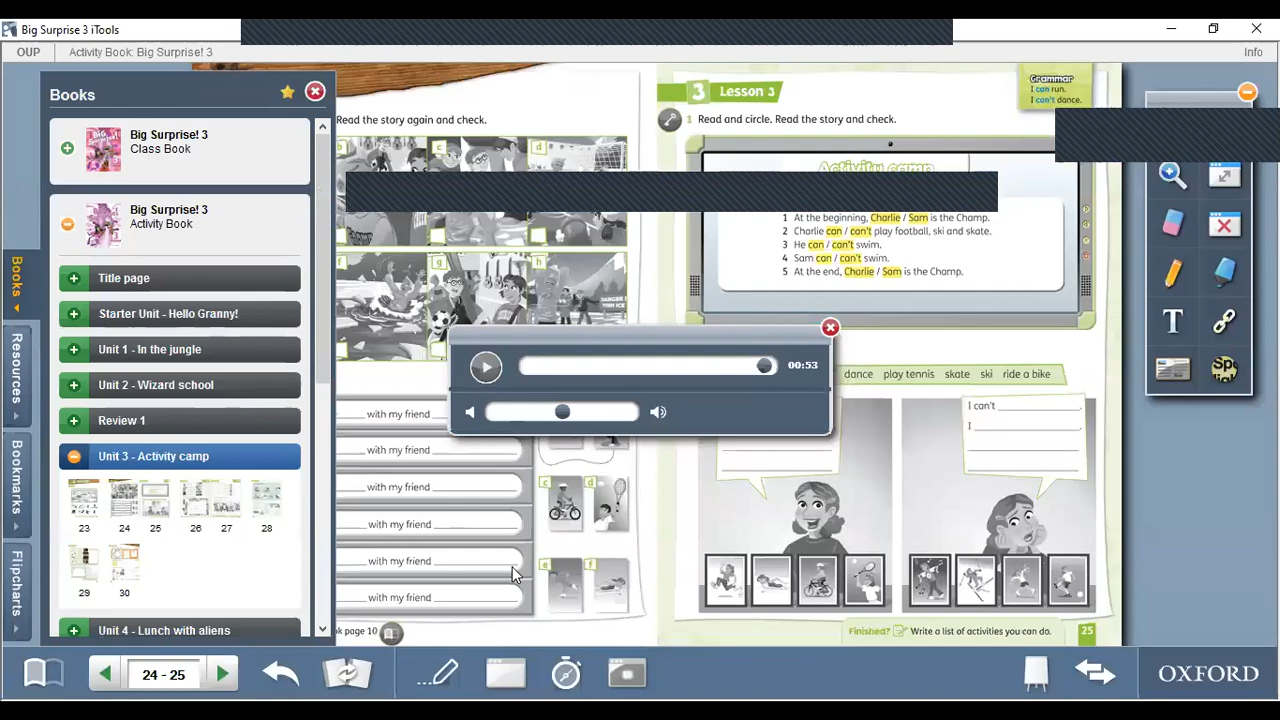 Big Surprise 3 iTools
OUP
Activity Book: Big Surprise! 3
Info
Books
Big Surprise! 3
Class Book
Big Surprise! 3
Activity Book
Title page
Starter Unit - Hello Granny!
Unit 1 - In the jungle
Unit 2 - Wizard school
Review 1
Unit 3 - Activity camp
23
24
25
26
27
28
29
30
Unit 4 - Lunch with aliens
Books
Resources
Bookmarks
Flipcharts
Read the story again and check.
b
c
d
f
g
h
DANGER!
THIN ICE
with my friend
with my friend
with my friend
with my friend
with my friend
with my friend
c
d
e
f
page 10
3 Lesson 3
Grammar
I can run.
I can't dance.
1 Read and circle. Read the story and check.
Activity camp
1 At the beginning, Charlie / Sam is the Champ.
2 Charlie can / can't play football, ski and skate.
3 He can / can't swim.
4 Sam can / can't swim.
5 At the end, Charlie / Sam is the Champ.
00:53
dance play tennis skate ski ride a bike
I can't
I
Finished? Write a list of activities you can do.
25
T
24 - 25
OXFORD